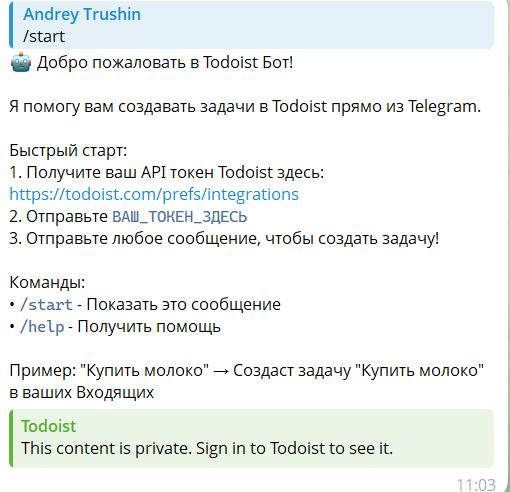 Andrey Trushin
/start
🤖 Добро пожаловать в Todoist Бот!
Я помогу вам создавать задачи в Todoist прямо из Telegram.
Быстрый старт:
1. Получите ваш API токен Todoist здесь:
https://todoist.com/prefs/integrations
2. Отправьте ВАШ_ТОКЕН_ЗДЕСЬ
3. Отправьте любое сообщение, чтобы создать задачу!
Команды:
• /start - Показать это сообщение
• /help - Получить помощь
Пример: "Купить молоко" → Создаст задачу "Купить молоко"
в ваших Входящих
Todoist
This content is private. Sign in to Todoist to see it.
11:03